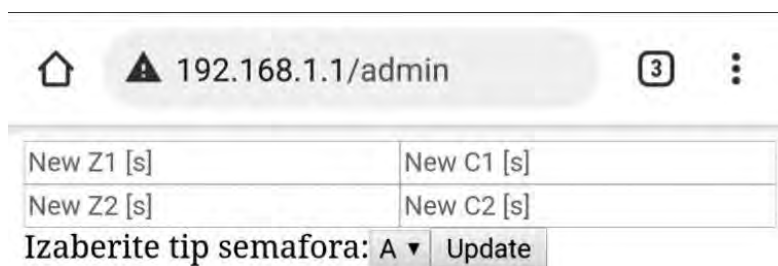 192.168.1.1/admin 3
New Z1 [s] New C1 [s]
New Z2 [s] New C2 [s]
Izaberite tip semafora: A Update